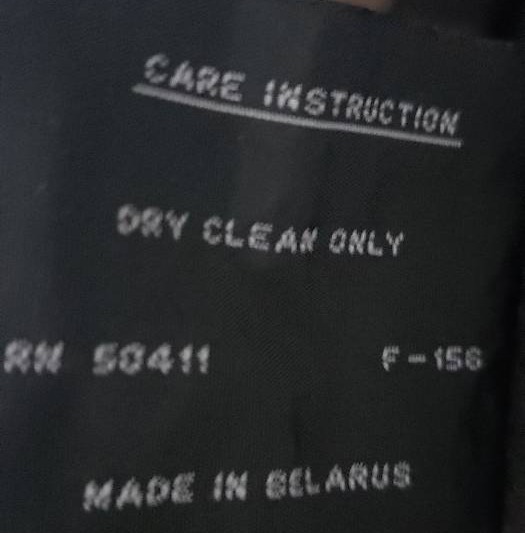 CARE INSTRUCTION
DRY CLEAN ONLY
RN 50411 F-156
MADE IN BELARUS